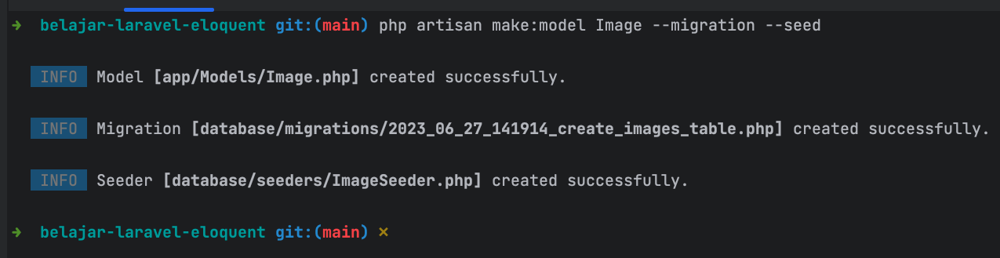 ➜ belajar-laravel-eloquent git:(main) php artisan make:model Image --migration --seed
INFO Model [app/Models/Image.php] created successfully.
INFO Migration [database/migrations/2023_06_27_141914_create_images_table.php] created successfully.
INFO Seeder [database/seeders/ImageSeeder.php] created successfully.
➜ belajar-laravel-eloquent git:(main) ✗